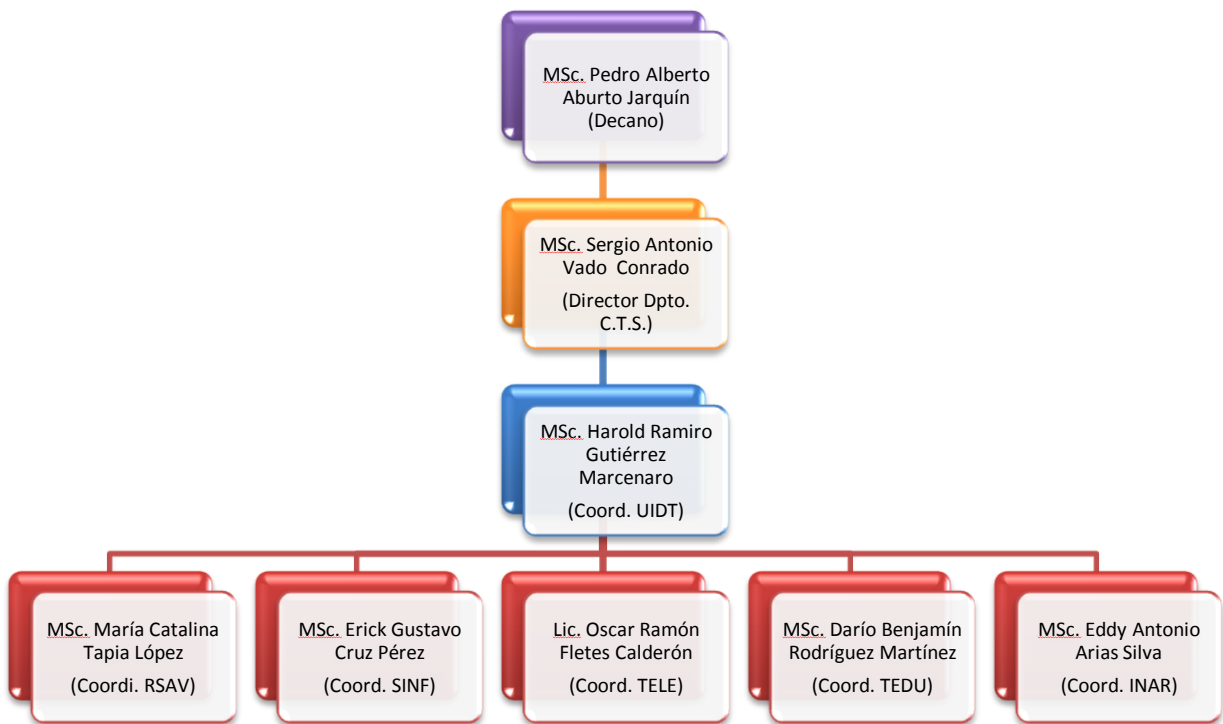 MSc. Pedro Alberto
Aburto Jarquín
(Decano)
MSc. Sergio Antonio
Vado  Conrado
(Director Dpto.
C.T.S.)
MSc. Harold Ramiro
Gutiérrez
Marcenaro
(Coord. UIDT)
MSc. María Catalina
Tapia López
(Coordi. RSAV)
MSc. Erick Gustavo
Cruz Pérez
(Coord. SINF)
Lic. Oscar Ramón
Fletes Calderón
(Coord. TELE)
MSc. Darío Benjamín
Rodríguez Martínez
(Coord. TEDU)
MSc. Eddy Antonio
Arias Silva
(Coord. INAR)